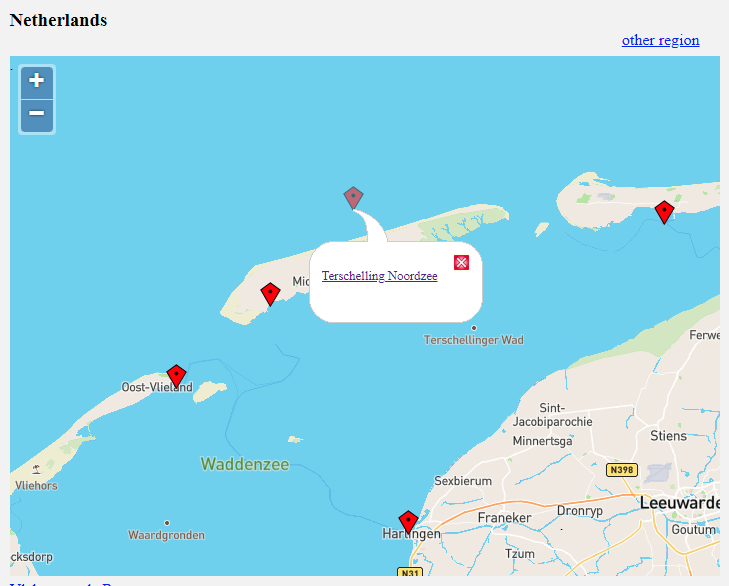 Netherlands
other region
+
−
Terschelling Noordzee
Terschellinger Wad
Ferwe
Oost-Vlieland
Sint-
Jacobiparochie
Minnertsga
Stiens
Waddenzee
N398
Vliehors
Sexbierum
Leeuwarde
Franeker
Dronryp
Waardgronden
Harlingen
Goutum
cksdorp
Tzum
N31